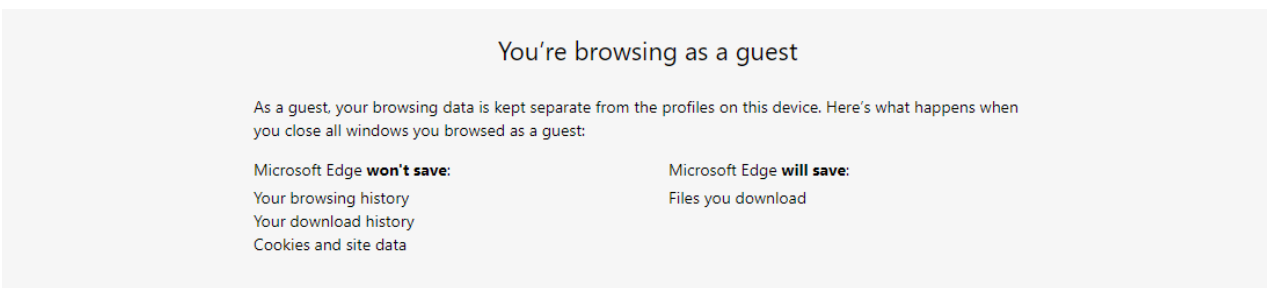 You’re browsing as a guest
As a guest, your browsing data is kept separate from the profiles on this device. Here’s what happens when
you close all windows you browsed as a guest:
Microsoft Edge won't save:
Your browsing history
Your download history
Cookies and site data
Microsoft Edge will save:
Files you download